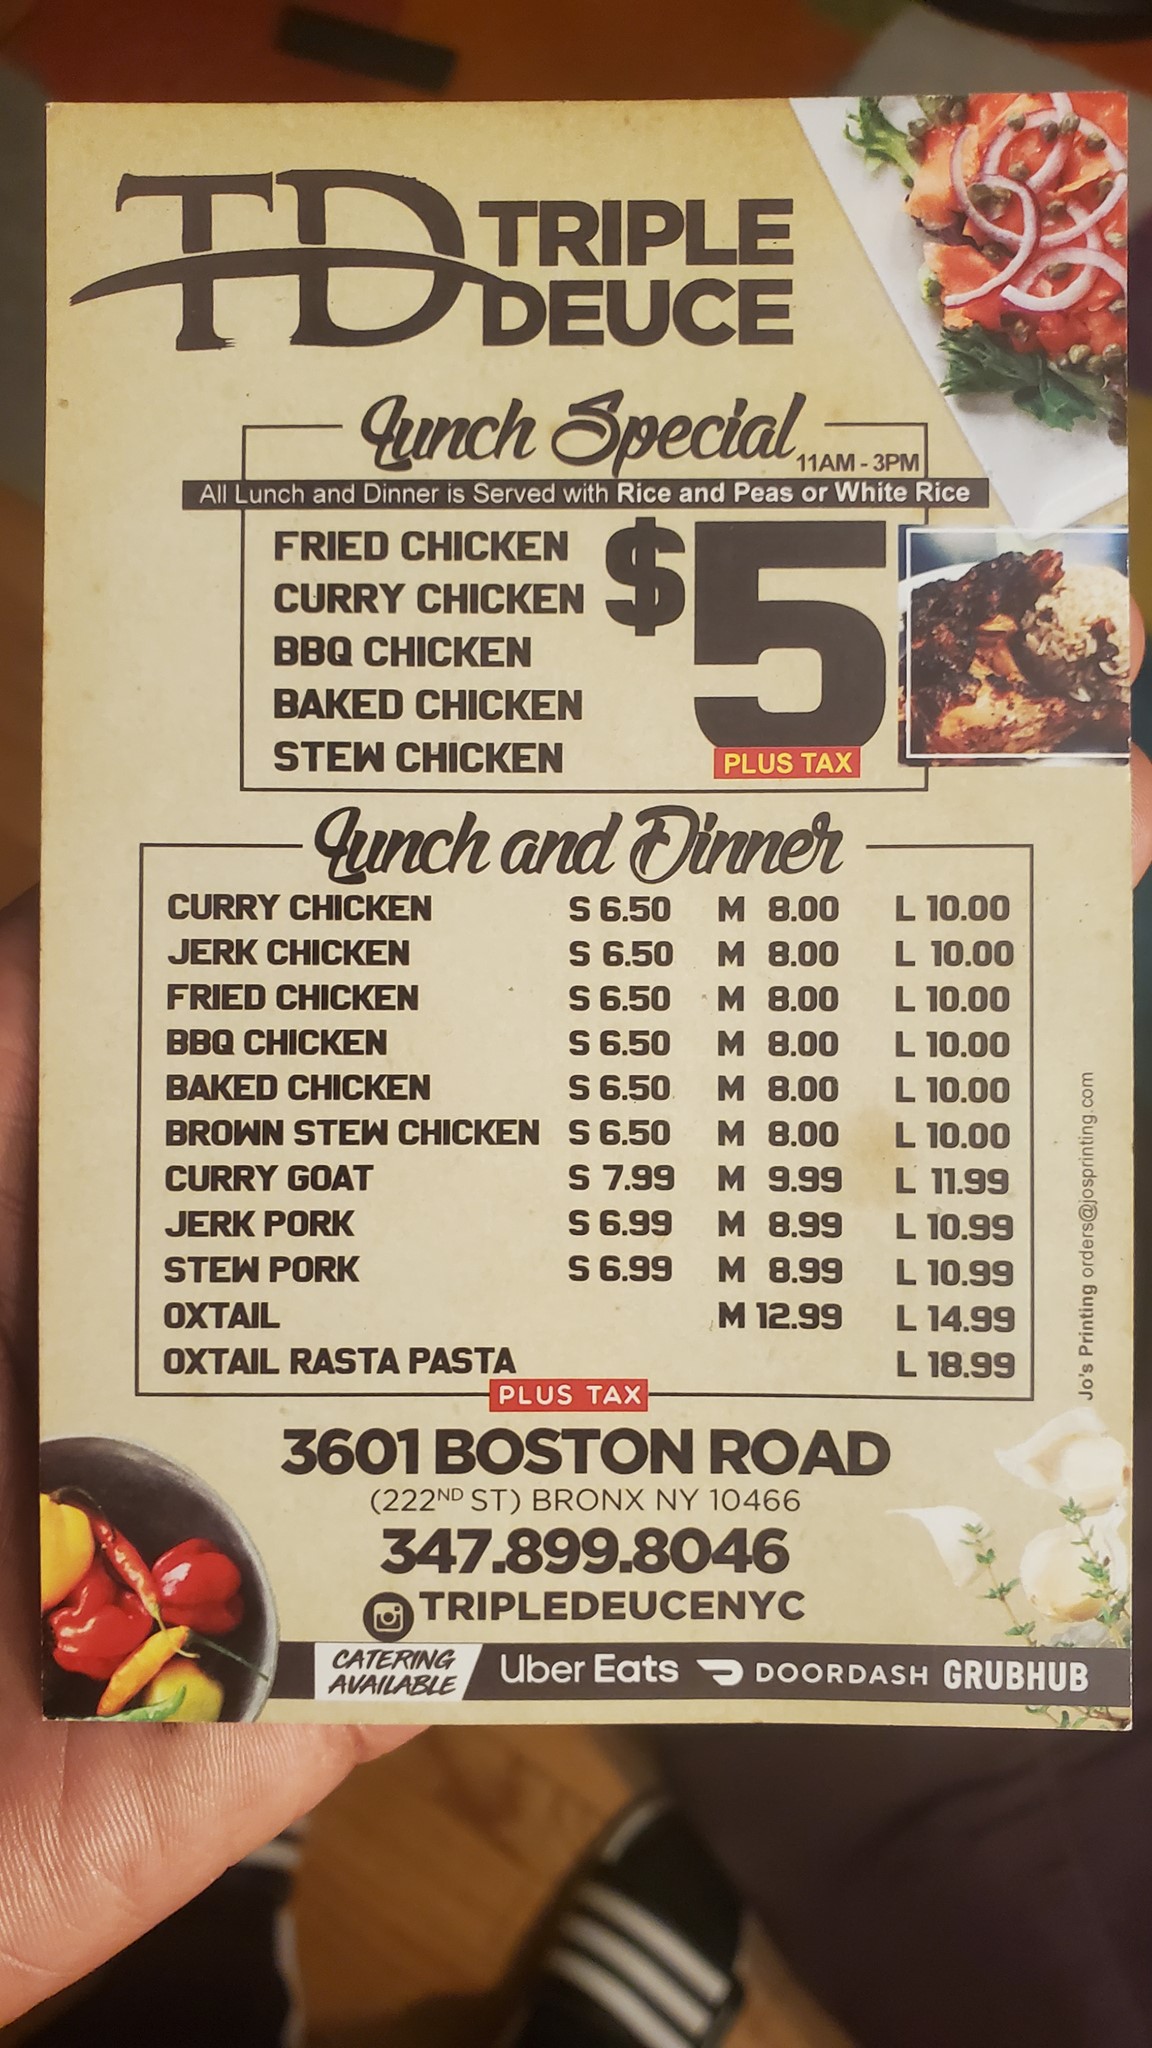 TD TRIPLE
DEUCE
Lunch Special
11AM - 3PM
All Lunch and Dinner is Served with Rice and Peas or White Rice
FRIED CHICKEN
CURRY CHICKEN
BBQ CHICKEN
BAKED CHICKEN
STEW CHICKEN
$5
PLUS TAX
Lunch and Dinner
CURRY CHICKEN S 6.50 M 8.00 L 10.00
JERK CHICKEN S 6.50 M 8.00 L 10.00
FRIED CHICKEN S 6.50 M 8.00 L 10.00
BBQ CHICKEN S 6.50 M 8.00 L 10.00
BAKED CHICKEN S 6.50 M 8.00 L 10.00
BROWN STEW CHICKEN S 6.50 M 8.00 L 10.00
CURRY GOAT S 7.99 M 9.99 L 11.99
JERK PORK S 6.99 M 8.99 L 10.99
STEW PORK S 6.99 M 8.99 L 10.99
OXTAIL M 12.99 L 14.99
OXTAIL RASTA PASTA L 18.99
PLUS TAX
Jo's Printing orders@josprinting.com
3601 BOSTON ROAD
(222ND ST) BRONX NY 10466
347.899.8046
TRIPLEDEUCENYC
CATERING
AVAILABLE
Uber Eats DOORDASH GRUBHUB